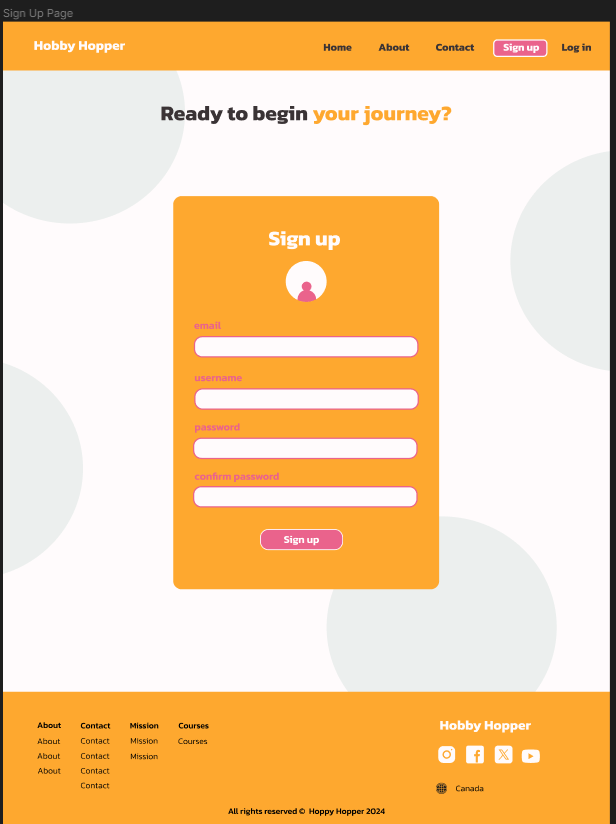 Sign Up Page
Hobby Hopper Home About Contact Sign up Log in
Ready to begin your journey?
Sign up
email
username
password
confirm password
Sign up
About Contact Mission Courses
About Contact Mission Courses
About Contact Mission
About Contact
Contact
Hobby Hopper
Canada
All rights reserved © Hoppy Hopper 2024